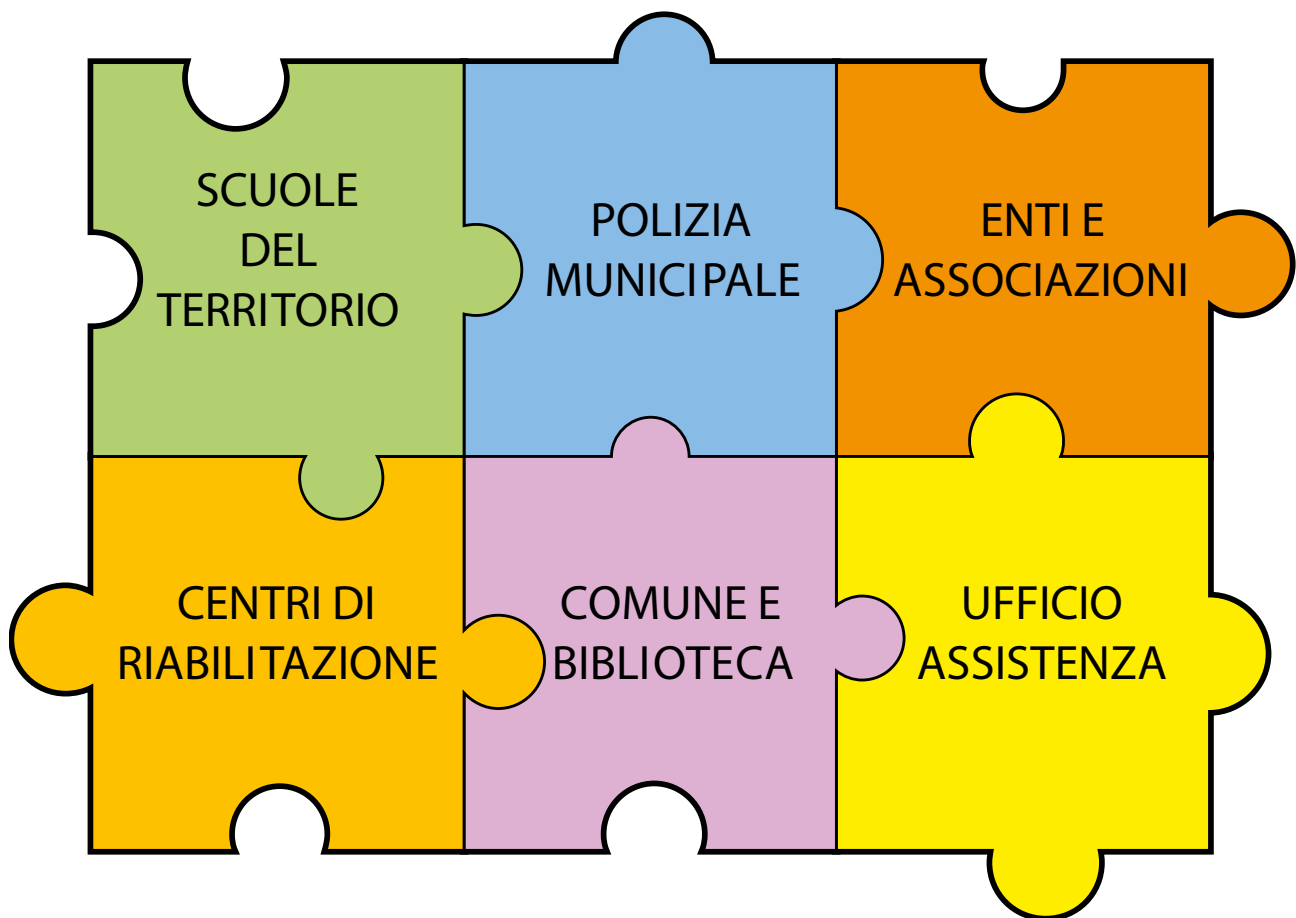 SCUOLE
DEL
TERRITORIO
POLIZIA
MUNICIPALE
ENTI E
ASSOCIAZIONI
CENTRI DI
RIABILITAZIONE
COMUNE E
BIBLIOTECA
UFFICIO
ASSISTENZA